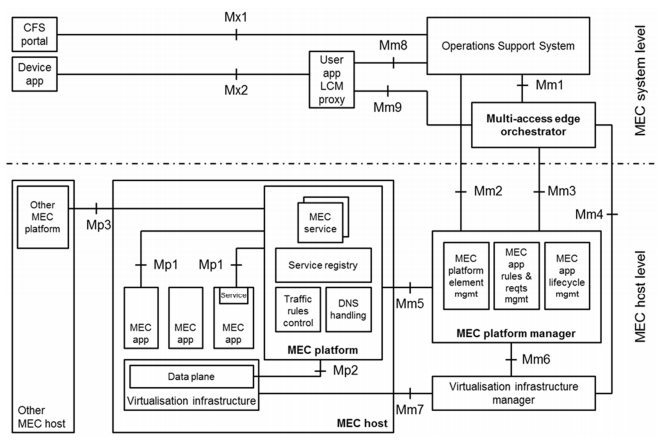 CFS
portal
Mx1
Operations Support System
Device
app
Mx2
User
app
LCM
proxy
Mm8
Mm9
Mm1
Multi-access edge
orchestrator
MEC system level
Other
MEC
platform
Mp3
MEC
service
Service registry
Traffic
rules
control
DNS
handling
MEC platform
Mp1
Mp1
MEC
app
MEC
app
Service
MEC
app
Mp2
Data plane
Virtualisation infrastructure
MEC host
Other
MEC host
Mm2
Mm3
Mm4
Mm5
MEC
platform
element
mgmt
MEC
app
rules &
reqts
mgmt
MEC
app
lifecycle
mgmt
MEC platform manager
Mm6
Mm7
Virtualisation infrastructure
manager
MEC host level